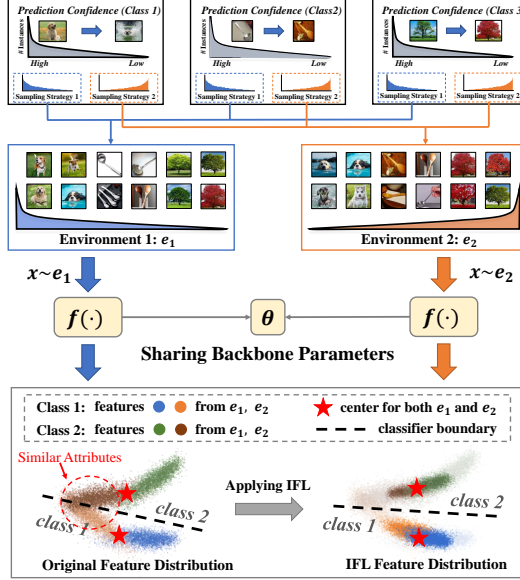 Prediction Confidence (Class 1)
Prediction Confidence (Class2)
Prediction Confidence (Class 3
# Instances
High
Low
High
Low
High
Low
Sampling Strategy 1
Sampling Strategy 2
Sampling Strategy 1
Sampling Strategy 2
Sampling Strategy 1
Sampling Strategy 2
Environment 1: e₁
Environment 2: e₂
x~e₁
x~e₂
f(·)
θ
f(·)
Sharing Backbone Parameters
Class 1: features from e₁, e₂
center for both e₁ and e₂
Class 2: features from e₁, e₂
classifier boundary
Similar Attributes
class 1
class 2
Applying IFL
class 1
class 2
Original Feature Distribution
IFL Feature Distribution